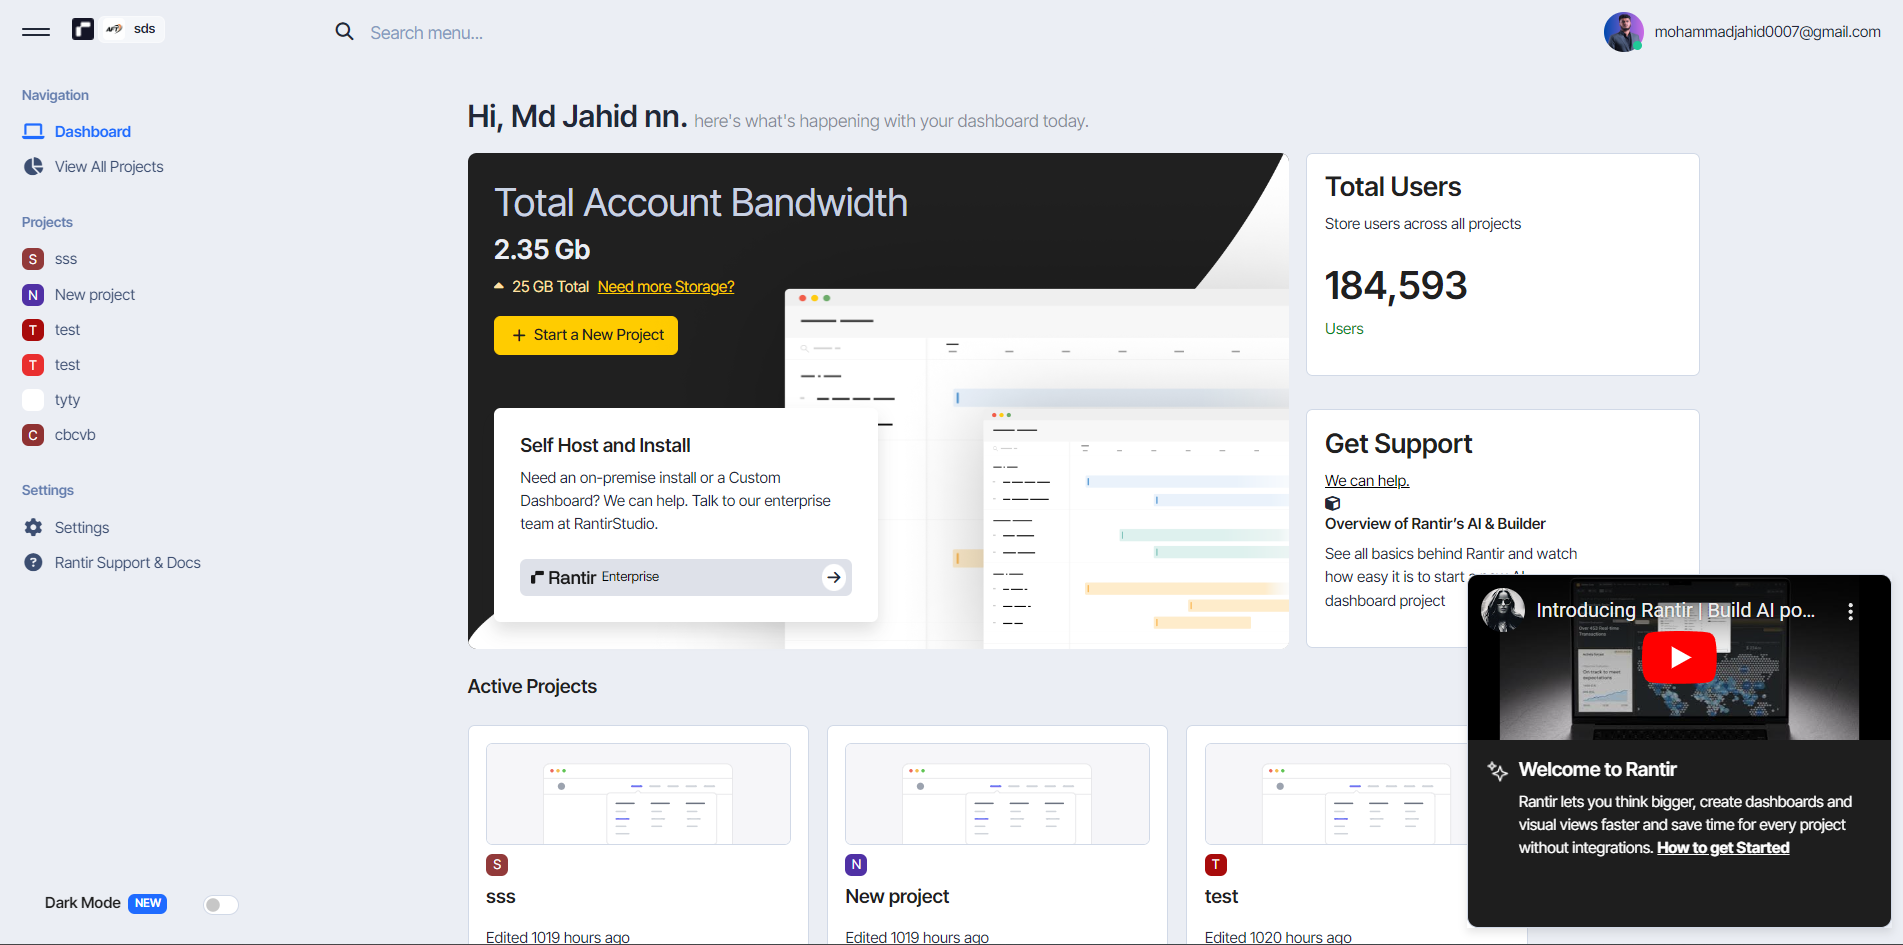 sds
Search menu...
mohammadjahid0007@gmail.com
Navigation
Dashboard
View All Projects
Projects
S sss
N New project
T test
T test
tyty
C cbcvb
Settings
Settings
Rantir Support & Docs
Dark Mode NEW
Hi, Md Jahid nn. here's what's happening with your dashboard today.
Total Account Bandwidth
2.35 Gb
25 GB Total Need more Storage?
+ Start a New Project
Self Host and Install
Need an on-premise install or a Custom
Dashboard? We can help. Talk to our enterprise
team at RantirStudio.
Rantir Enterprise
Total Users
Store users across all projects
184,593
Users
Get Support
We can help.
Overview of Rantir's AI & Builder
See all basics behind Rantir and watch
how easy it is to start a new AI
dashboard project
Active Projects
S
sss
Edited 1019 hours ago
N
New project
Edited 1019 hours ago
T
test
Edited 1020 hours ago
Introducing Rantir | Build AI po...
Welcome to Rantir
Rantir lets you think bigger, create dashboards and
visual views faster and save time for every project
without integrations. How to get Started